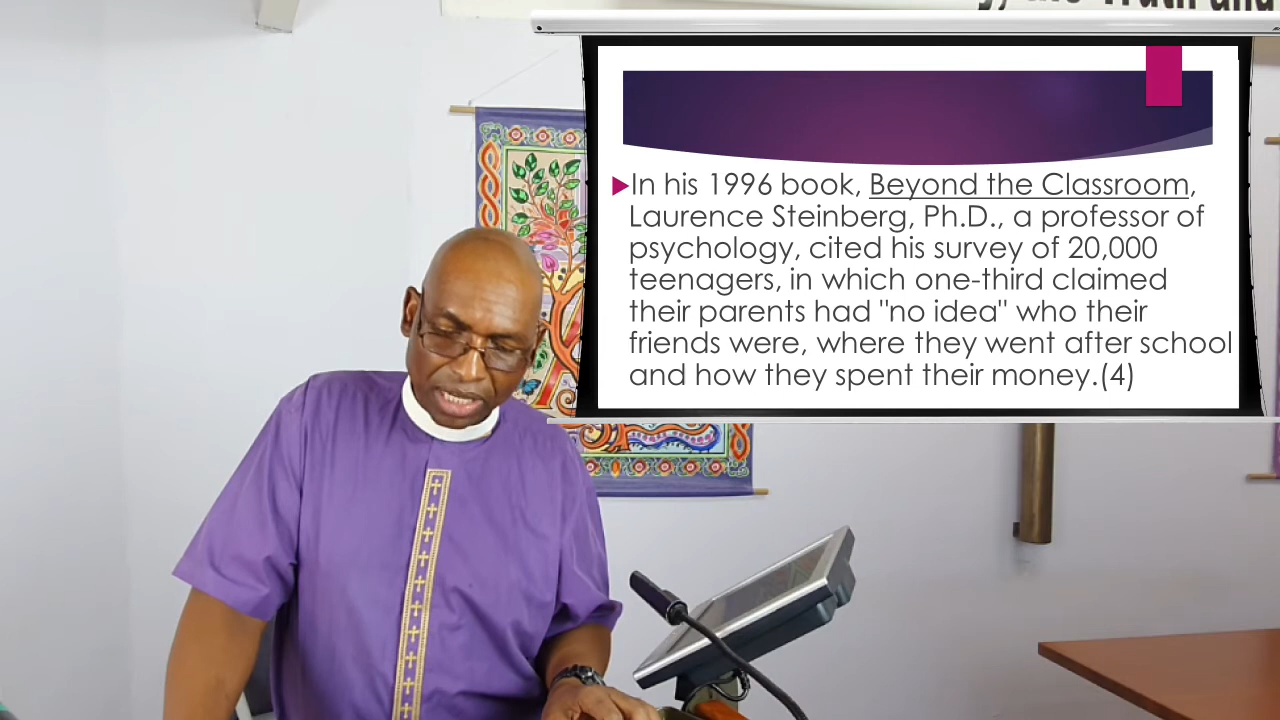 Truth and
In his 1996 book, Beyond the Classroom,
Laurence Steinberg, Ph.D., a professor of
psychology, cited his survey of 20,000
teenagers, in which one-third claimed
their parents had "no idea" who their
friends were, where they went after school
and how they spent their money.(4)